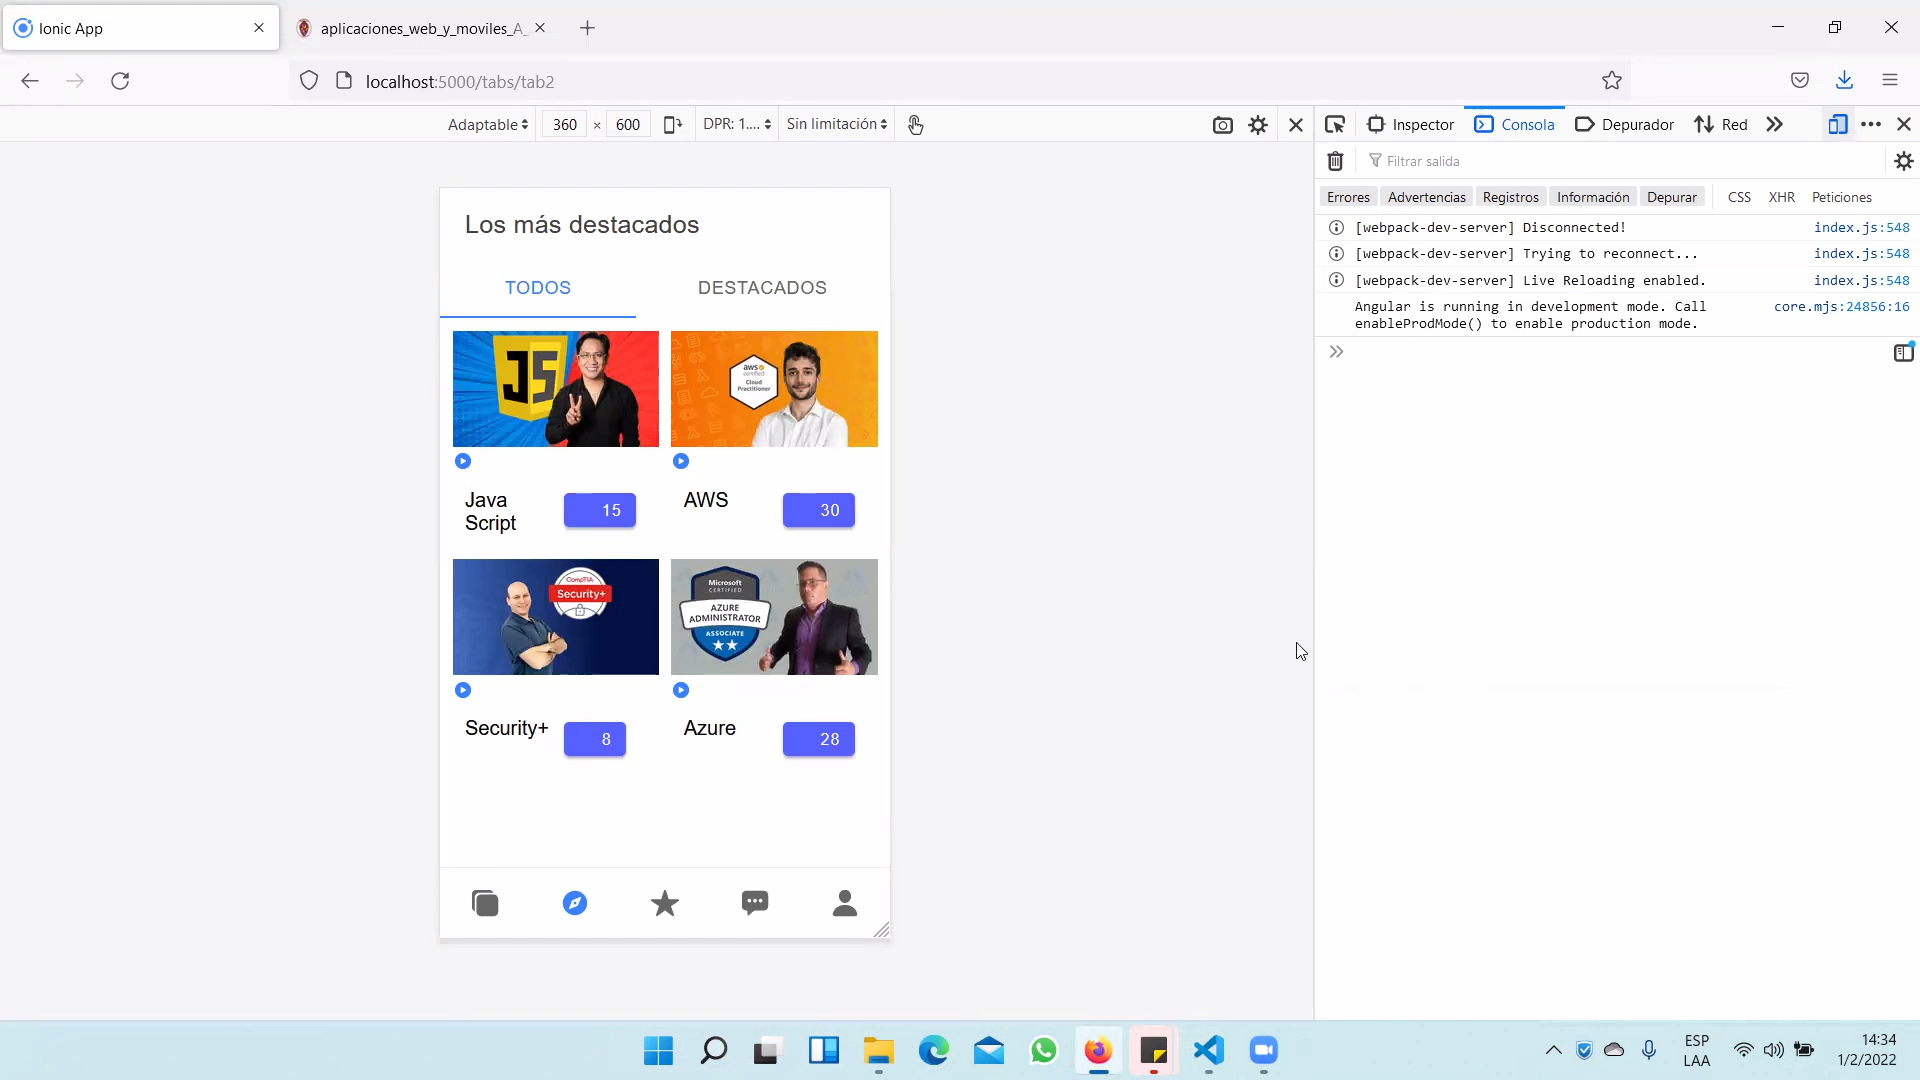 Ionic App
aplicaciones_web_y_moviles_A_
localhost:5000/tabs/tab2
Adaptable
360 × 600
DPR: 1....
Sin limitación
Inspector
Consola
Depurador
Red
Filtrar salida
Errores
Advertencias
Registros
Información
Depurar
CSS
XHR
Peticiones
[webpack-dev-server] Disconnected!
index.js:548
[webpack-dev-server] Trying to reconnect...
index.js:548
[webpack-dev-server] Live Reloading enabled.
index.js:548
Angular is running in development mode. Call
core.mjs:24856:16
enableProdMode() to enable production mode.
Los más destacados
TODOS
DESTACADOS
JS
aws
certified
Cloud
Practitioner
Java
Script
15
AWS
30
CompTIA
Security+
Microsoft
CERTIFIED
AZURE
ADMINISTRATOR
ASSOCIATE
Security+
8
Azure
28
ESP
LAA
14:34
1/2/2022